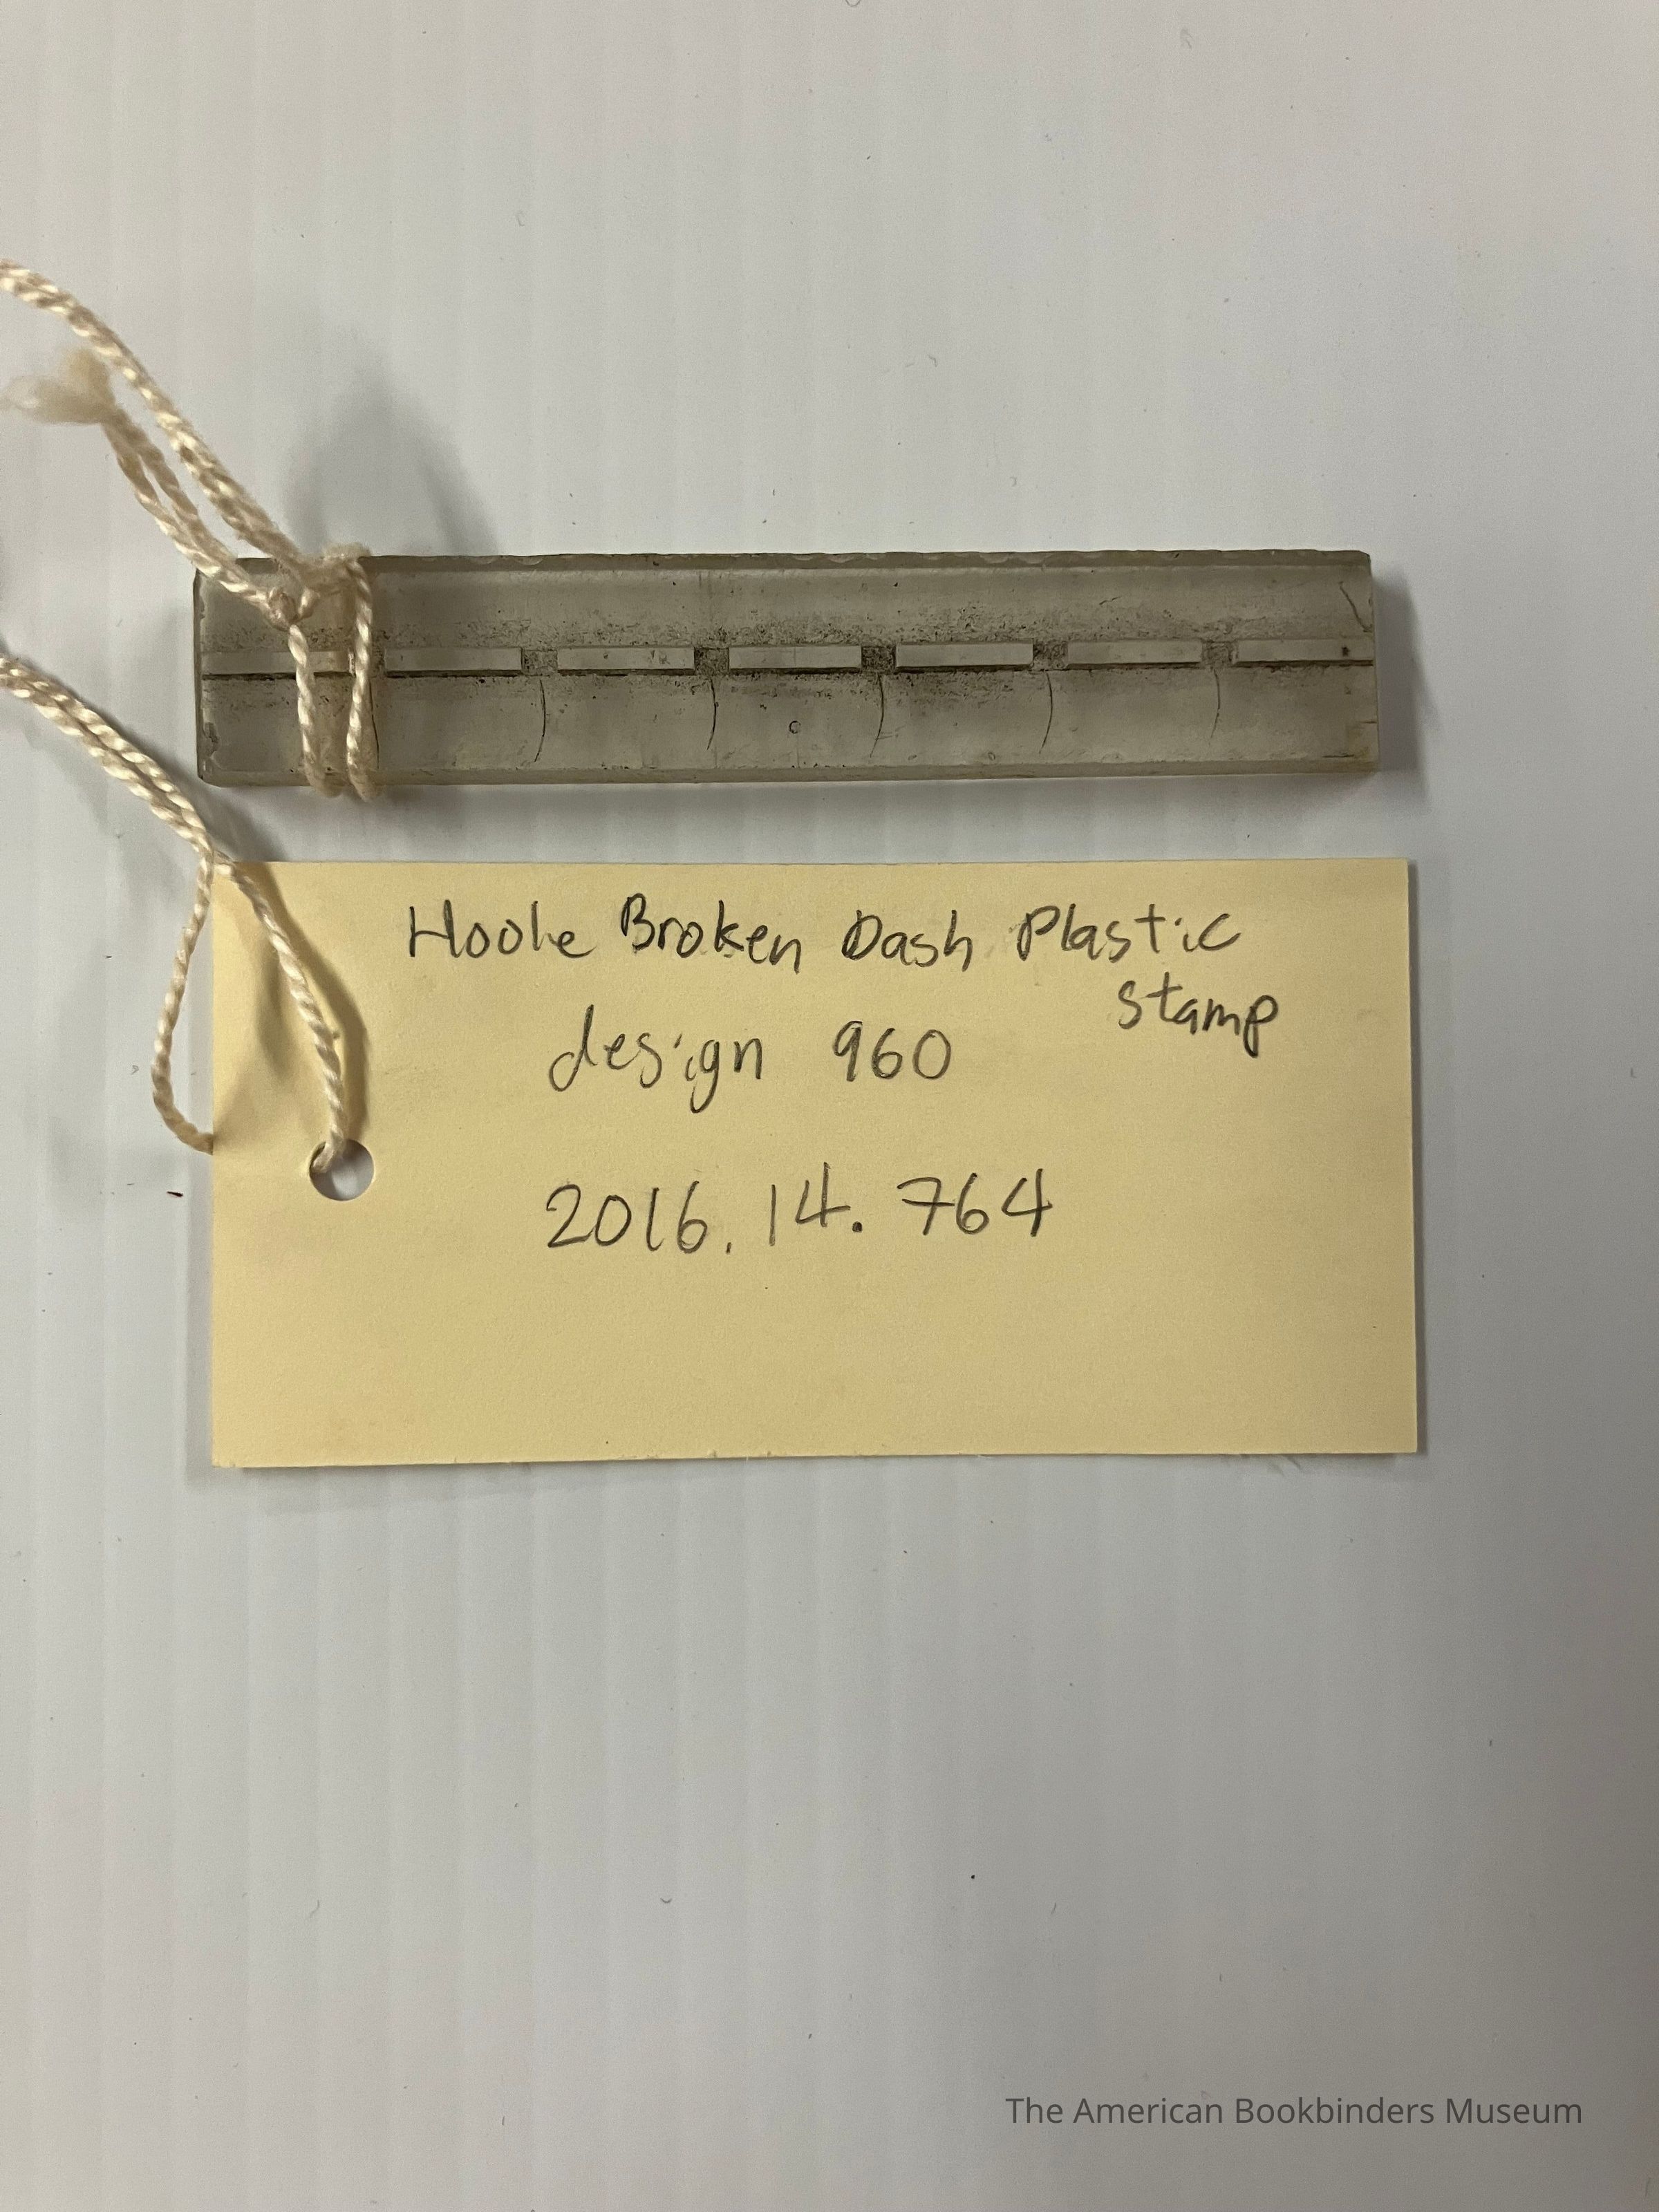 Hoole Broken Dash Plastic
stamp
design 960
2016.14.764
The American Bookbinders Museum